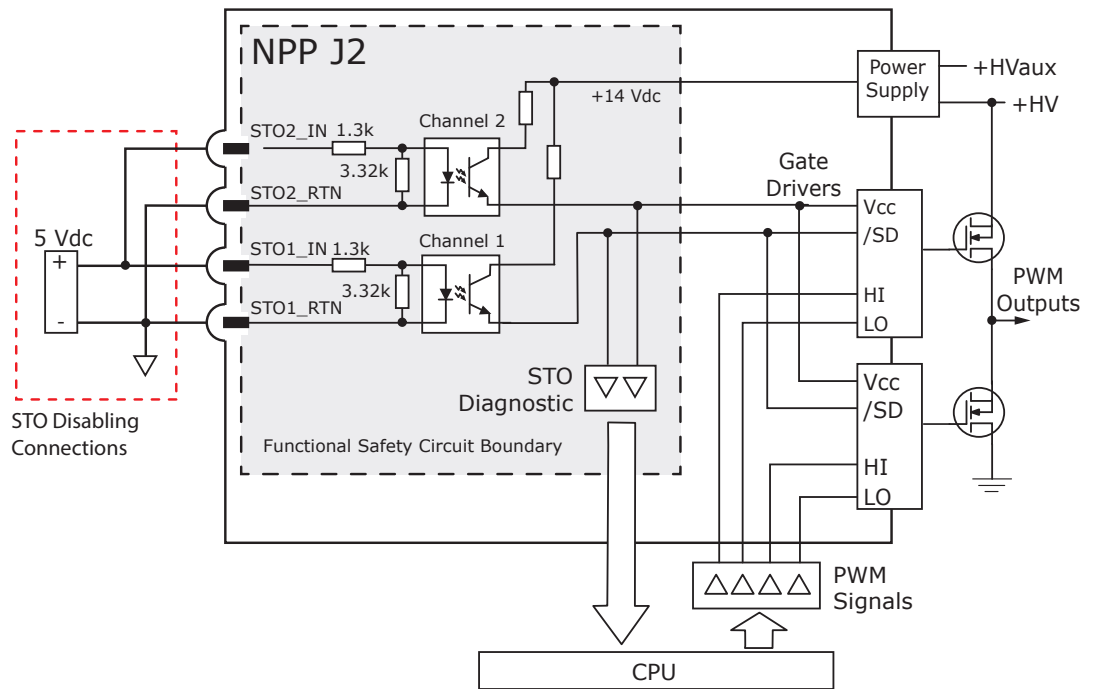 NPP J2
Power
Supply
+HVaux
+HV
+14 Vdc
STO2_IN 1.3k
Channel 2
3.32k
STO2_RTN
Gate
Drivers
Vcc
/SD
HI
LO
5 Vdc
+
-
STO1_IN 1.3k
Channel 1
3.32k
STO1_RTN
PWM
Outputs
STO
Diagnostic
Vcc
/SD
HI
LO
STO Disabling
Connections
Functional Safety Circuit Boundary
PWM
Signals
CPU